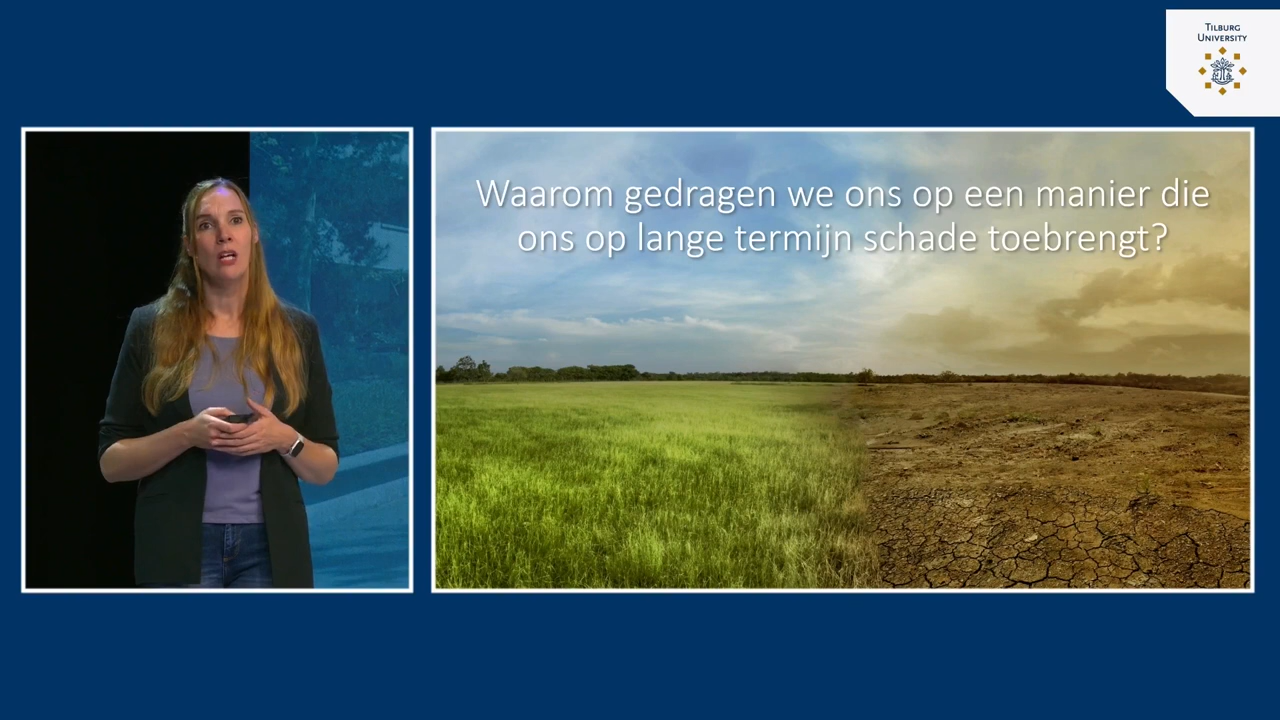 Tilburg
University
Waarom gedragen we ons op een manier die
ons op lange termijn schade toebrengt?